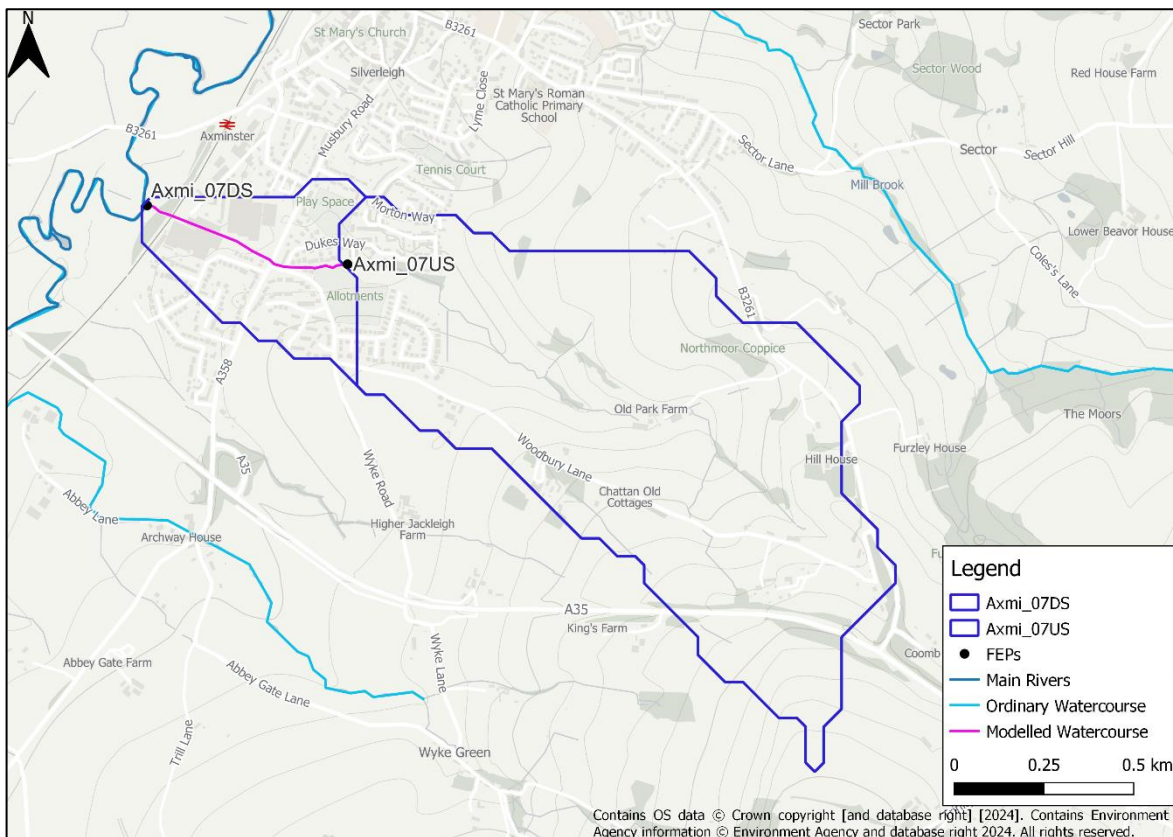 N
St Mary's Church
B3261
Sector Park
Silverleigh
Lyme Close
St Mary's Roman
Catholic Primary
School
Sector Wood
Red House Farm
B3261
Axminster
Musbury Road
Tennis Court
Sector Lane
Sector
Sector Hill
Mill Brook
Axmi_07DS
Play Space
Morton Way
Lower Beavor House
Dukes Way
Axmi_07US
Coles's Lane
Allotments
B3261
Northmoor Coppice
A358
Old Park Farm
The Moors
Woodbury Lane
Hill House
Furzley House
A35
Wyke Road
Chattan Old
Cottages
Abbey Lane
Higher Jackleigh
Farm
Archway House
A35
King's Farm
Coomb
Abbey Gate Farm
Abbey Gate Lane
Wyke Lane
Trill Lane
Wyke Green
Legend
Axmi_07DS
Axmi_07US
FEPs
Main Rivers
Ordinary Watercourse
Modelled Watercourse
0 0.25 0.5 km
Contains OS data © Crown copyright [and database right] [2024]. Contains Environment
Agency information © Environment Agency and database right 2024. All rights reserved.